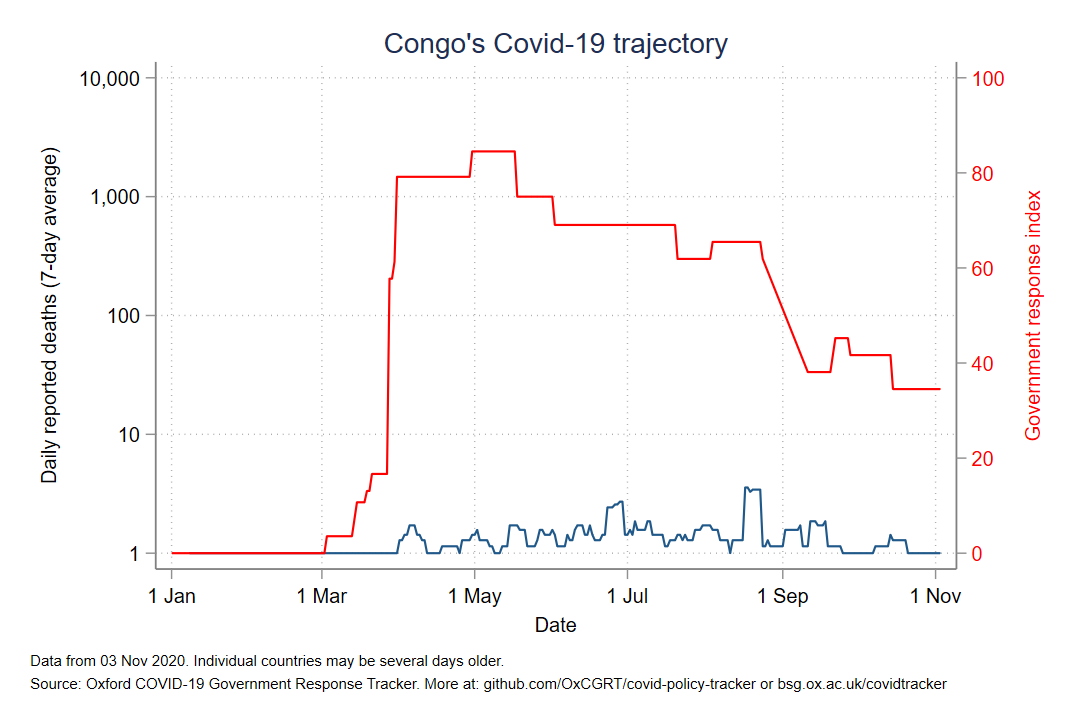 Congo's Covid-19 trajectory
10,000
1,000
100
10
1
Daily reported deaths (7-day average)
100
80
60
40
20
0
Government response index
1 Jan
1 Mar
1 May
1 Jul
1 Sep
1 Nov
Date
Data from 03 Nov 2020. Individual countries may be several days older.
Source: Oxford COVID-19 Government Response Tracker. More at: github.com/OxCGRT/covid-policy-tracker or bsg.ox.ac.uk/covidtracker